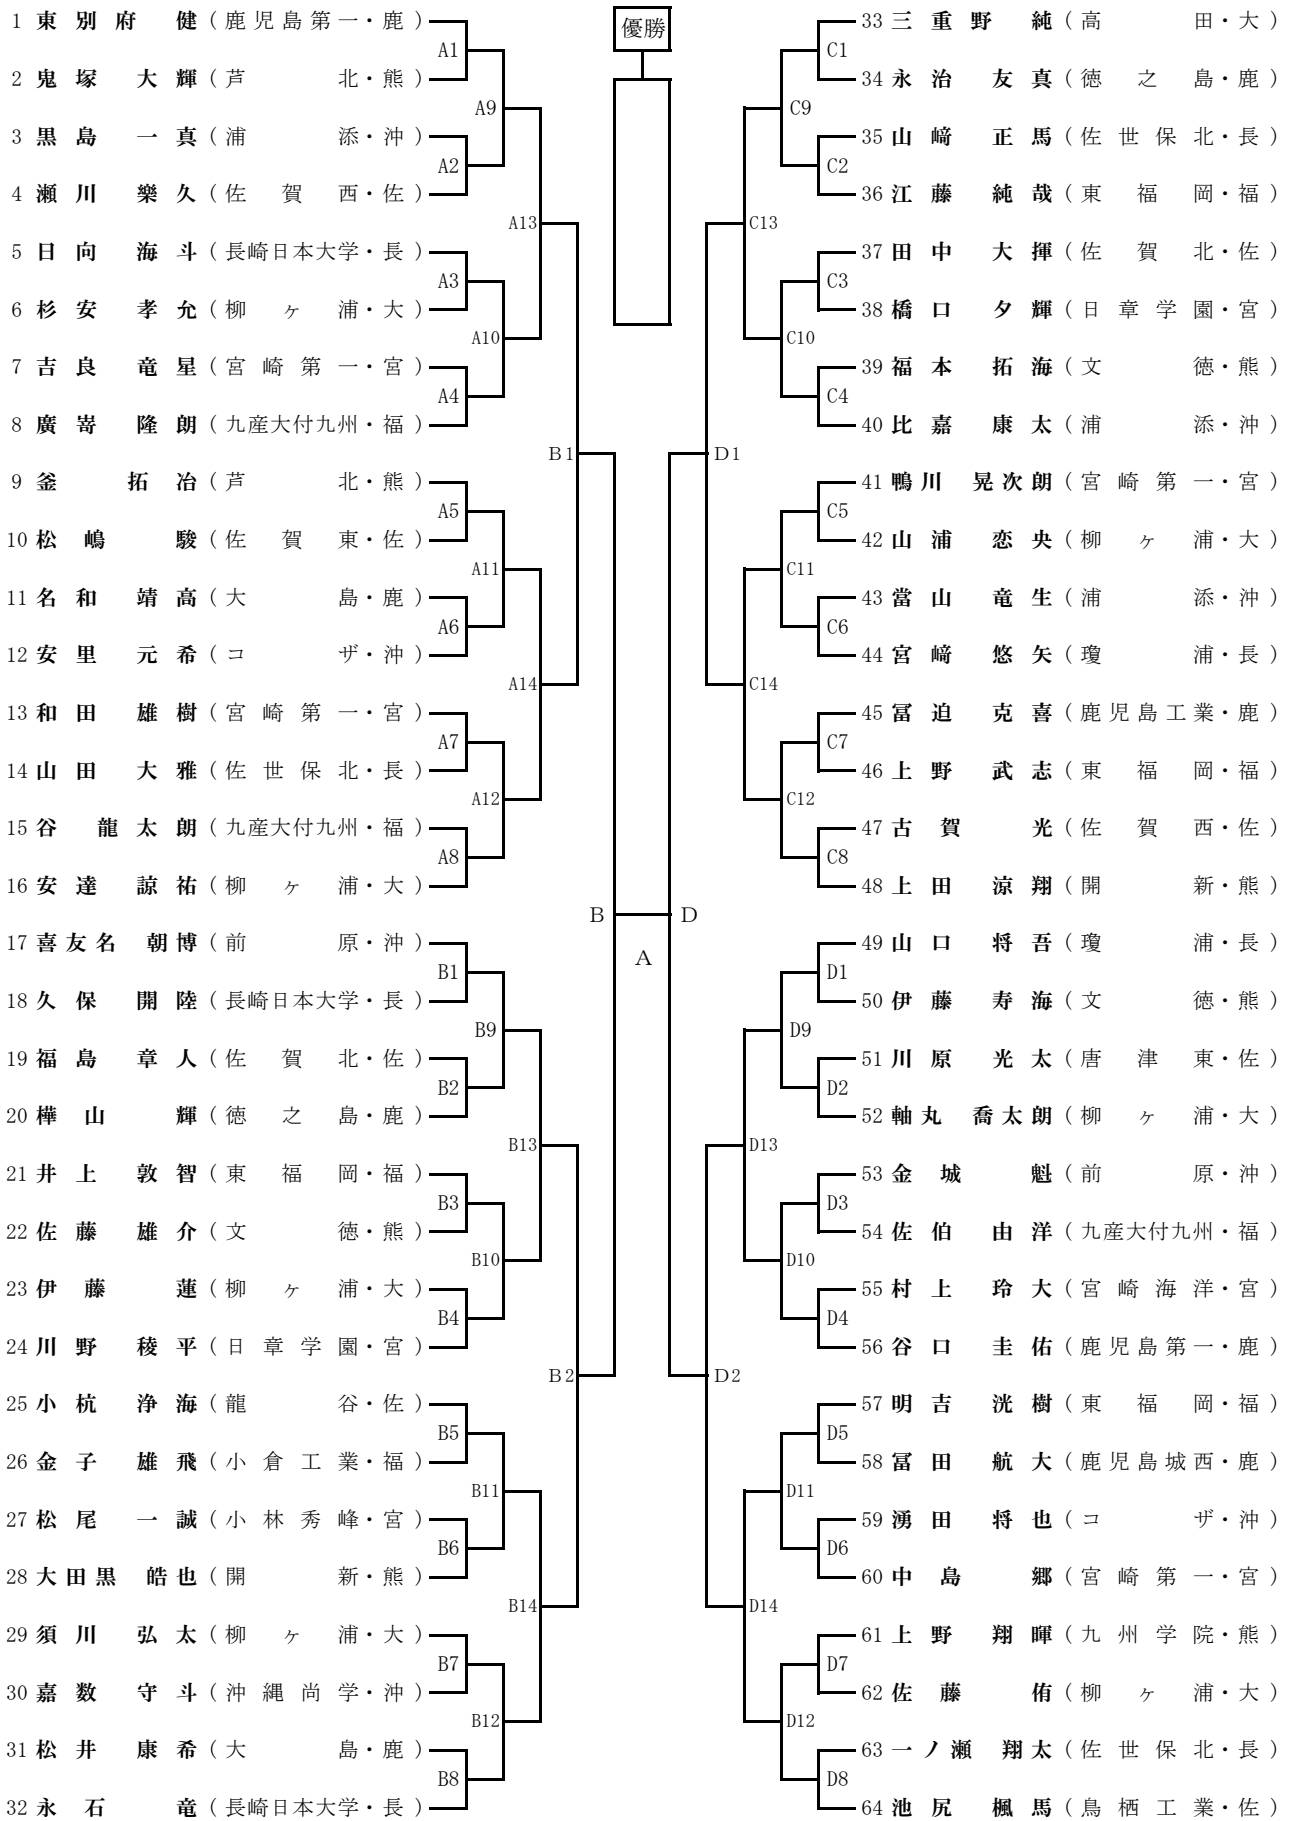 優勝
1 東別府 健 (鹿児島第一・鹿)
A1
2 鬼塚 大輝 (芦北・熊)
A9
3 黒島 一真 (浦添・沖)
A2
4 瀬川 樂久 (佐賀西・佐)
A13
5 日向 海斗 (長崎日本大学・長)
A3
6 杉安 孝允 (柳ヶ浦・大)
A10
7 吉良 竜星 (宮崎第一・宮)
A4
8 廣嵜 隆朗 (九産大付九州・福)
B1
9 釜 拓冶 (芦北・熊)
A5
10 松嶋 駿 (佐賀東・佐)
A11
11 名和 靖高 (大島・鹿)
A6
12 安里 元希 (コザ・沖)
A14
13 和田 雄樹 (宮崎第一・宮)
A7
14 山田 大雅 (佐世保北・長)
A12
15 谷 龍太朗 (九産大付九州・福)
A8
16 安達 諒祐 (柳ヶ浦・大)
B
17 喜友名 朝博 (前原・沖)
B1
18 久保 開陸 (長崎日本大学・長)
B9
19 福島 章人 (佐賀北・佐)
B2
20 樺山 輝 (徳之島・鹿)
B13
21 井上 敦智 (東福岡・福)
B3
22 佐藤 雄介 (文徳・熊)
B10
23 伊藤 蓮 (柳ヶ浦・大)
B4
24 川野 稜平 (日章学園・宮)
B2
25 小杭 浄海 (龍谷・佐)
B5
26 金子 雄飛 (小倉工業・福)
B11
27 松尾 一誠 (小林秀峰・宮)
B6
28 大田黒 皓也 (開新・熊)
B14
29 須川 弘太 (柳ヶ浦・大)
B7
30 嘉数 守斗 (沖縄尚学・沖)
B12
31 松井 康希 (大島・鹿)
B8
32 永石 竜 (長崎日本大学・長)
A
33 三重野 純 (高田・大)
C1
34 永治 友真 (徳之島・鹿)
C9
35 山﨑 正馬 (佐世保北・長)
C2
36 江藤 純哉 (東福岡・福)
C13
37 田中 大揮 (佐賀北・佐)
C3
38 橋口 夕輝 (日章学園・宮)
C10
39 福本 拓海 (文徳・熊)
C4
40 比嘉 康太 (浦添・沖)
D1
41 鴨川 晃次朗 (宮崎第一・宮)
C5
42 山浦 恋央 (柳ヶ浦・大)
C11
43 當山 竜生 (浦添・沖)
C6
44 宮﨑 悠矢 (瓊浦・長)
C14
45 冨迫 克喜 (鹿児島工業・鹿)
C7
46 上野 武志 (東福岡・福)
C12
47 古賀 光 (佐賀西・佐)
C8
48 上田 涼翔 (開新・熊)
D
49 山口 将吾 (瓊浦・長)
D1
50 伊藤 寿海 (文徳・熊)
D9
51 川原 光太 (唐津東・佐)
D2
52 軸丸 喬太朗 (柳ヶ浦・大)
D13
53 金城 魁 (前原・沖)
D3
54 佐伯 由洋 (九産大付九州・福)
D10
55 村上 玲大 (宮崎海洋・宮)
D4
56 谷口 圭佑 (鹿児島第一・鹿)
D2
57 明吉 洸樹 (東福岡・福)
D5
58 冨田 航大 (鹿児島城西・鹿)
D11
59 湧田 将也 (コザ・沖)
D6
60 中島 郷 (宮崎第一・宮)
D14
61 上野 翔暉 (九州学院・熊)
D7
62 佐藤 侑 (柳ヶ浦・大)
D12
63 一ノ瀬 翔太 (佐世保北・長)
D8
64 池尻 楓馬 (鳥栖工業・佐)